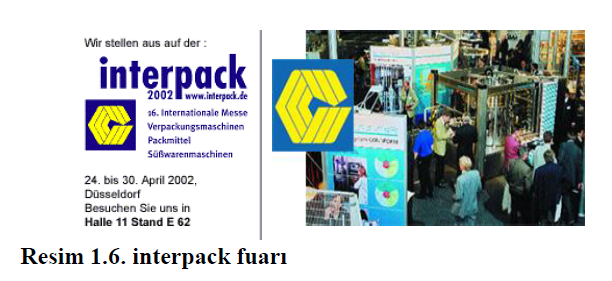 Wir stellen aus auf der :
interpack
2002 www.interpack.de
16. Internationale Messe
Verpackungsmaschinen
Packmittel
Süßwarenmaschinen
24. bis 30. April 2002,
Düsseldorf
Besuchen Sie uns in
Halle 11 Stand E 62
Resim 1.6. interpack fuarı